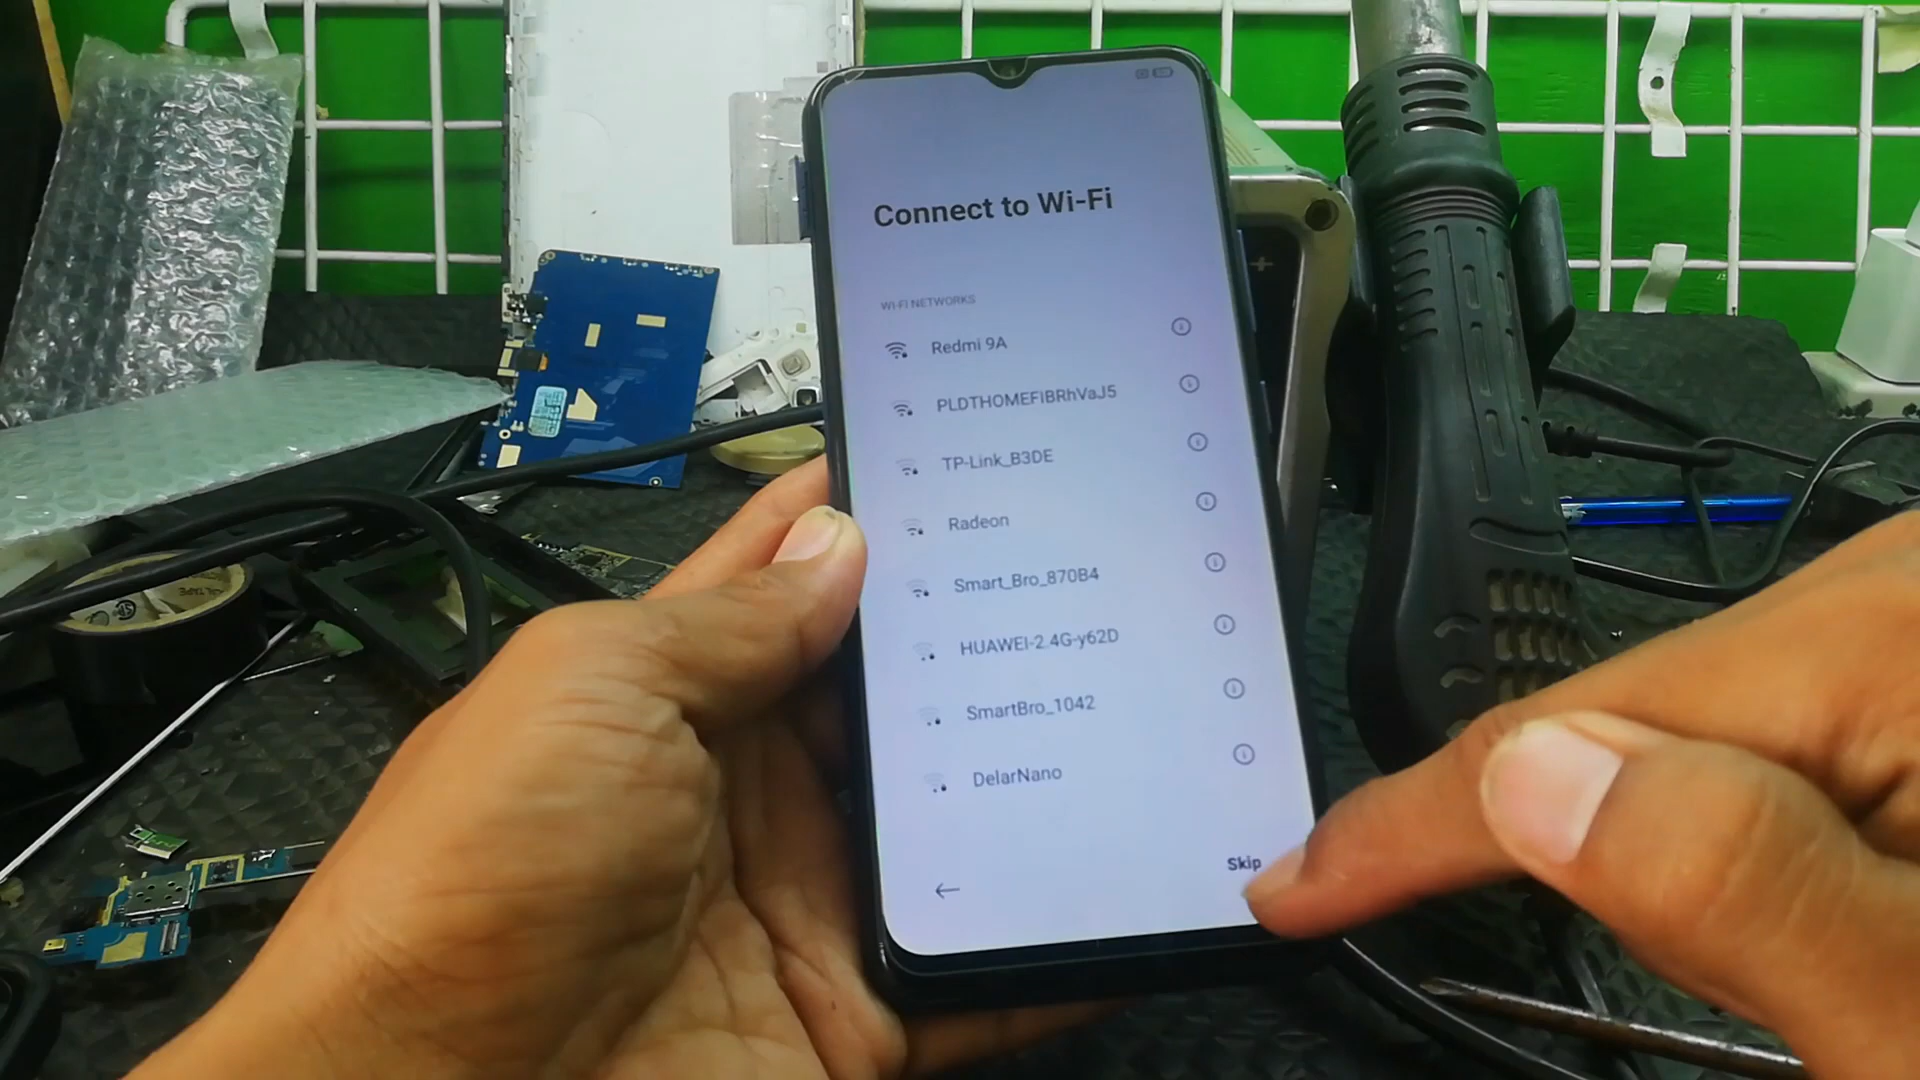 Connect to Wi-Fi
WI-FI NETWORKS
Redmi 9A
PLDTHOMEFIBRhVaJ5
TP-Link_B3DE
Radeon
Smart_Bro_870B4
HUAWEI-2.4G-y62D
SmartBro_1042
DelarNano
Skip